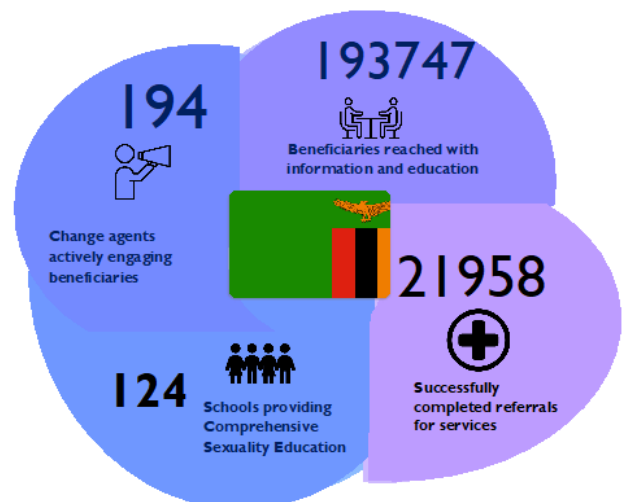 194
Change agents
actively engaging
beneficiaries
193747
Beneficiaries reached with
information and education
21958
Successfully
completed referrals
for services
124
Schools providing
Comprehensive
Sexuality Education